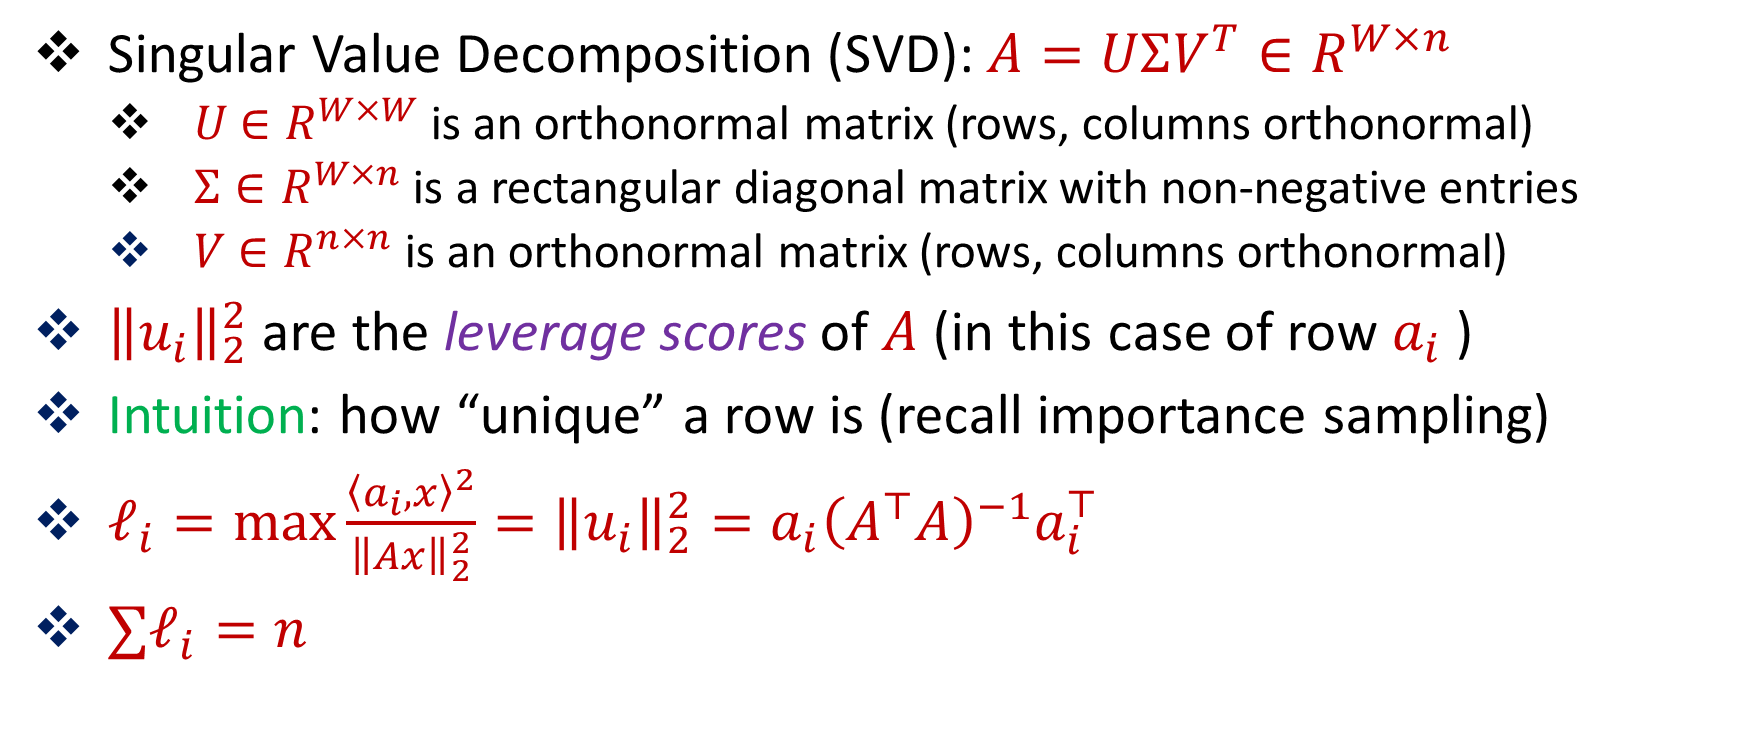 ❖ Singular Value Decomposition (SVD): A = UΣV^T ∈ R^{W×n}
❖ U ∈ R^{W×W} is an orthonormal matrix (rows, columns orthonormal)
❖ Σ ∈ R^{W×n} is a rectangular diagonal matrix with non-negative entries
❖ V ∈ R^{n×n} is an orthonormal matrix (rows, columns orthonormal)
❖ ‖u_i‖_2^2 are the leverage scores of A (in this case of row a_i )
❖ Intuition: how “unique” a row is (recall importance sampling)
❖ ℓ_i = max ⟨a_i,x⟩^2 / ‖Ax‖_2^2 = ‖u_i‖_2^2 = a_i(A^⊤A)^{−1}a_i^⊤
❖ ∑ℓ_i = n